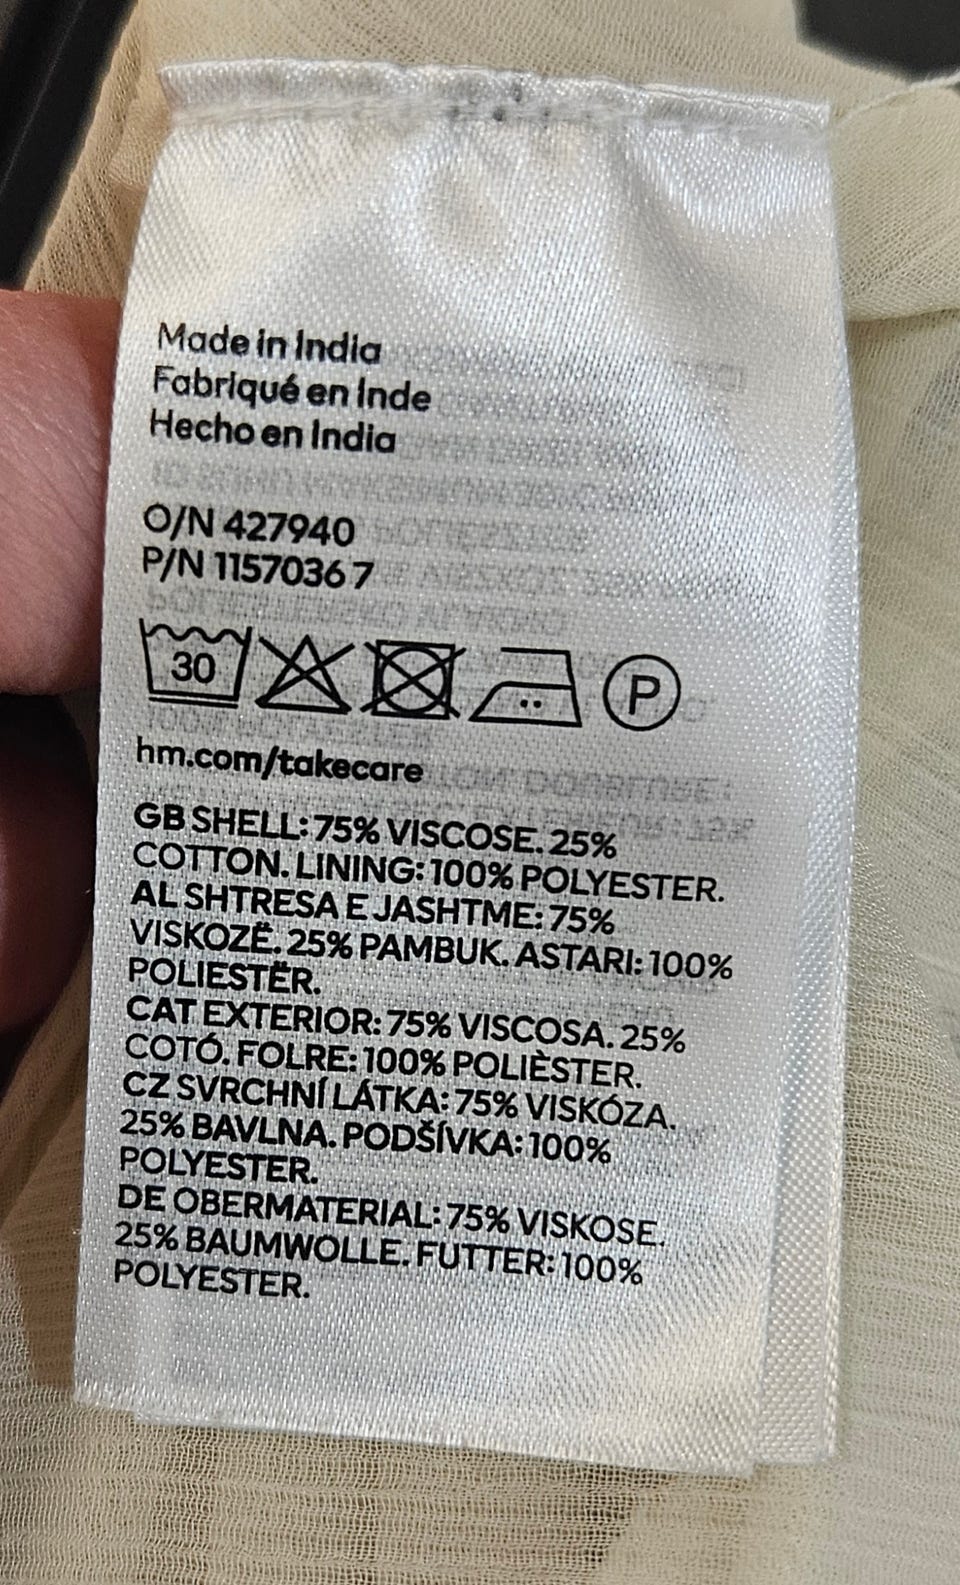 Made in India
Fabriqué en Inde
Hecho en India
O/N 427940
P/N 1157036 7
30
P
hm.com/takecare
GB SHELL: 75% VISCOSE. 25%
COTTON. LINING: 100% POLYESTER.
AL SHTRESA E JASHTME: 75%
VISKOZË. 25% PAMBUK. ASTARI: 100%
POLIESTËR.
CAT EXTERIOR: 75% VISCOSA. 25%
COTÓ. FOLRE: 100% POLIÈSTER.
CZ SVRCHNÍ LÁTKA: 75% VISKÓZA.
25% BAVLNA. PODŠÍVKA: 100%
POLYESTER.
DE OBERMATERIAL: 75% VISKOSE.
25% BAUMWOLLE. FUTTER: 100%
POLYESTER.